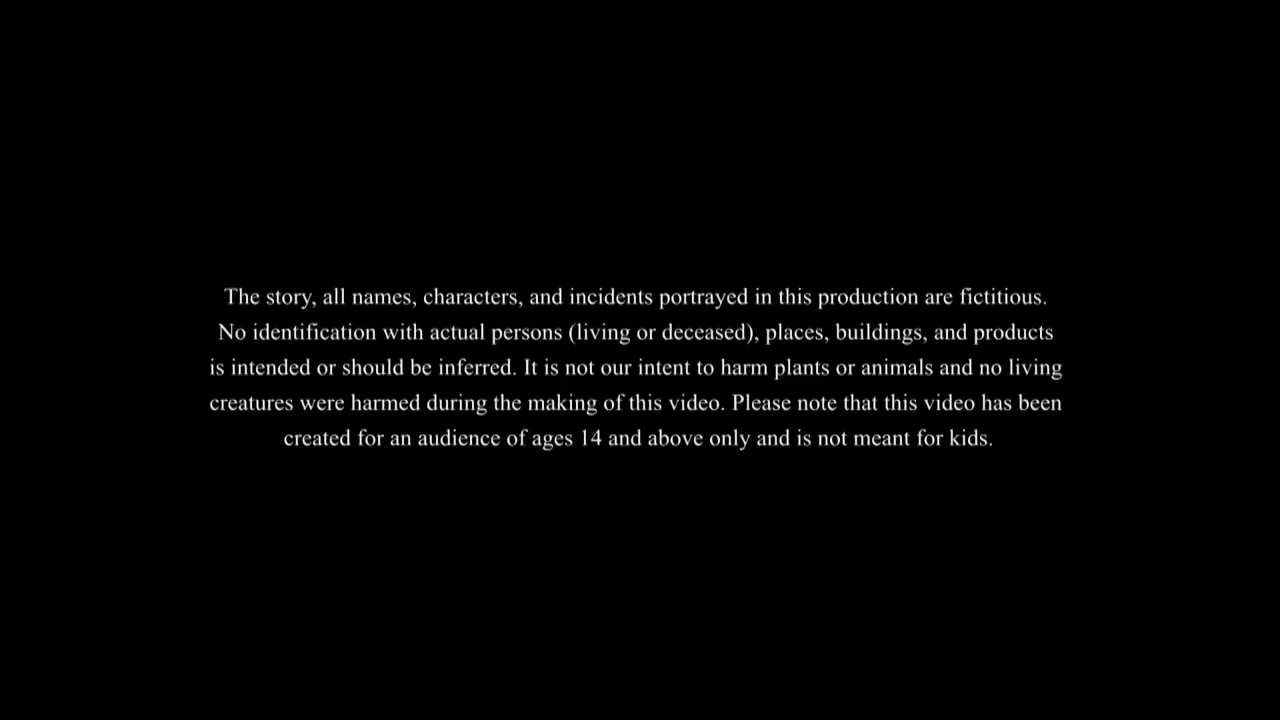 The story, all names, characters, and incidents portrayed in this production are fictitious.
No identification with actual persons (living or deceased), places, buildings, and products
is intended or should be inferred. It is not our intent to harm plants or animals and no living
creatures were harmed during the making of this video. Please note that this video has been
created for an audience of ages 14 and above only and is not meant for kids.